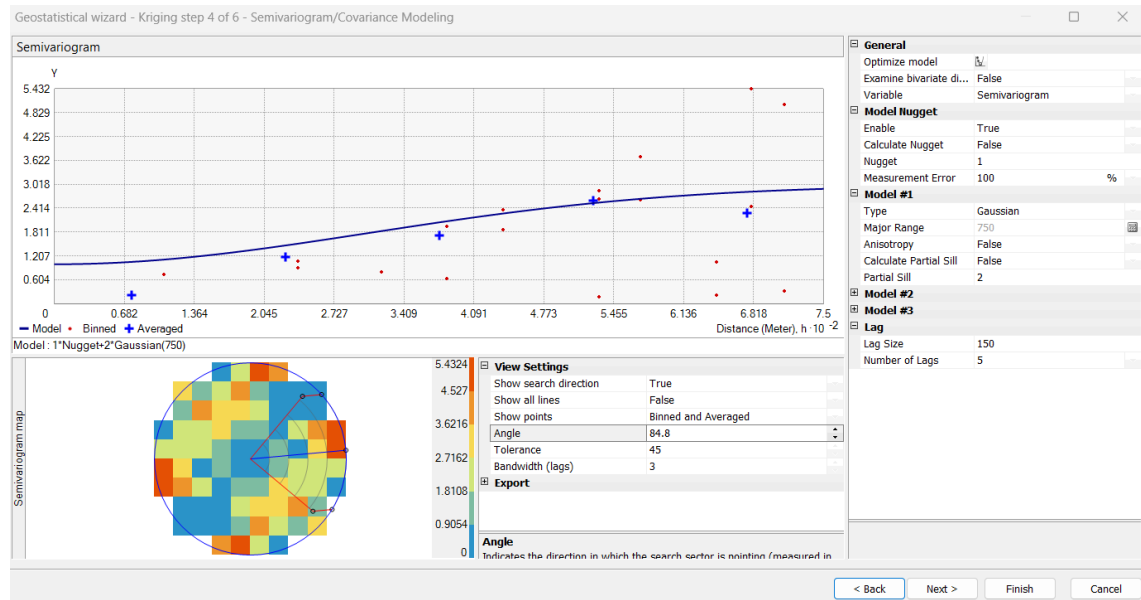 Geostatistical wizard - Kriging step 4 of 6 - Semivariogram/Covariance Modeling
Semivariogram
γ
5.432
4.829
4.225
3.622
3.018
2.414
1.811
1.207
0.604
0 0.682 1.364 2.045 2.727 3.409 4.091 4.773 5.455 6.136 6.818 7.5
Model Binned Averaged Distance (Meter), h·10 -2
Model : 1*Nugget+2*Gaussian(750)
Semivariogram map
5.4324
4.527
3.6216
2.7162
1.8108
0.9054
0
View Settings
Show search direction True
Show all lines False
Show points Binned and Averaged
Angle 84.8
Tolerance 45
Bandwidth (lags) 3
Export
Angle
Indicates the direction in which the search sector is pointing (measured in
General
Optimize model
Examine bivariate di... False
Variable Semivariogram
Model Nugget
Enable True
Calculate Nugget False
Nugget 1
Measurement Error 100 %
Model #1
Type Gaussian
Major Range 750
Anisotropy False
Calculate Partial Sill False
Partial Sill 2
Model #2
Model #3
Lag
Lag Size 150
Number of Lags 5
< Back Next > Finish Cancel